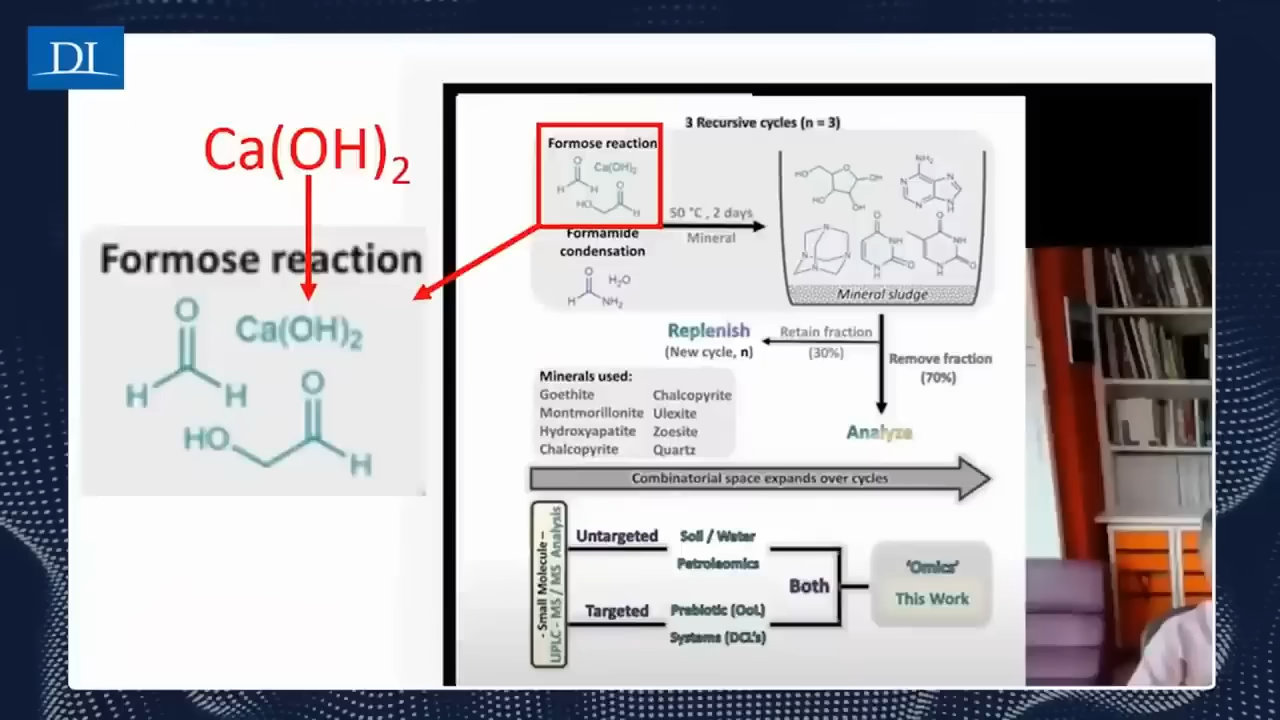 DI
Ca(OH)2
Formose reaction
O
Ca(OH)2
H H
O
HO
H
3 Recursive cycles (n = 3)
Formose reaction
O
Ca(OH)2
H H
O
HO
H
Formamide
condensation
O
H2O
H NH2
50 °C , 2 days
Mineral
HO
O
OH
HO
OH
NH2
N
N
N
N
H
N
N
N
N
O
NH
N
H
O
O
NH
N
H
O
Mineral sludge
Replenish
(New cycle, n)
Retain fraction
(30%)
Remove fraction
(70%)
Analyze
Minerals used:
Goethite Chalcopyrite
Montmorillonite Ulexite
Hydroxyapatite Zoesite
Chalcopyrite Quartz
Combinatorial space expands over cycles
- Small Molecule –
UPLC - MS / MS Analysis
Untargeted
Soil / Water
Petroleomics
Both
Targeted
Prebiotic (OoL)
Systems (DCL's)
‘Omics’
This Work